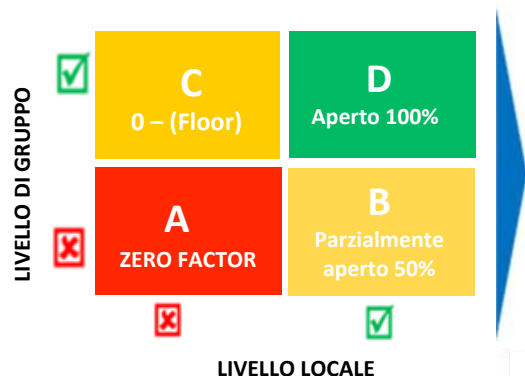 LIVELLO DI GRUPPO
C
0 – (Floor)
D
Aperto 100%
A
ZERO FACTOR
B
Parzialmente
aperto 50%
LIVELLO LOCALE